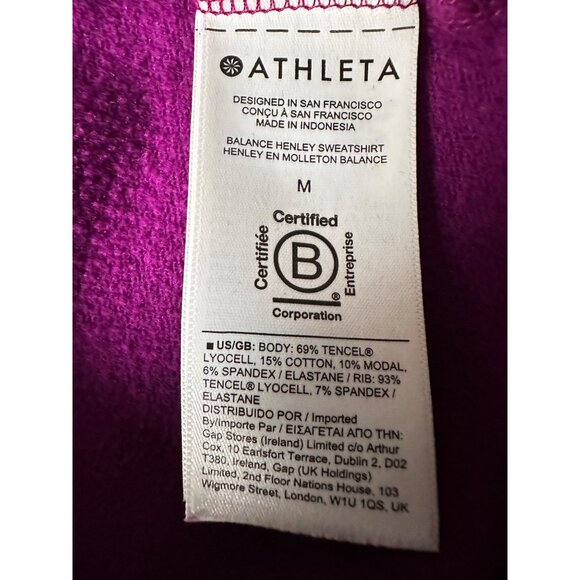 ATHLETA
DESIGNED IN SAN FRANCISCO
CONÇU À SAN FRANCISCO
MADE IN INDONESIA
BALANCE HENLEY SWEATSHIRT
HENLEY EN MOLLETON BALANCE
M
Certified
Certifiée
B
Entreprise
®
Corporation
■ US/GB: BODY: 69% TENCEL®
LYOCELL, 15% COTTON, 10% MODAL,
6% SPANDEX / ELASTANE / RIB: 93%
TENCEL® LYOCELL, 7% SPANDEX /
ELASTANE
DISTRIBUIDO POR / Imported
By/Importe Par / ΕΙΣΑΓΕΤΑΙ ΑΠΟ ΤΗΝ:
Gap Stores (Ireland) Limited c/o Arthur
Cox, 10 Earlsfort Terrace, Dublin 2, D02
T380, Ireland, Gap (UK Holdings)
Limited, 2nd Floor Nations House, 103
Wigmore Street, London, W1U 1QS, UK